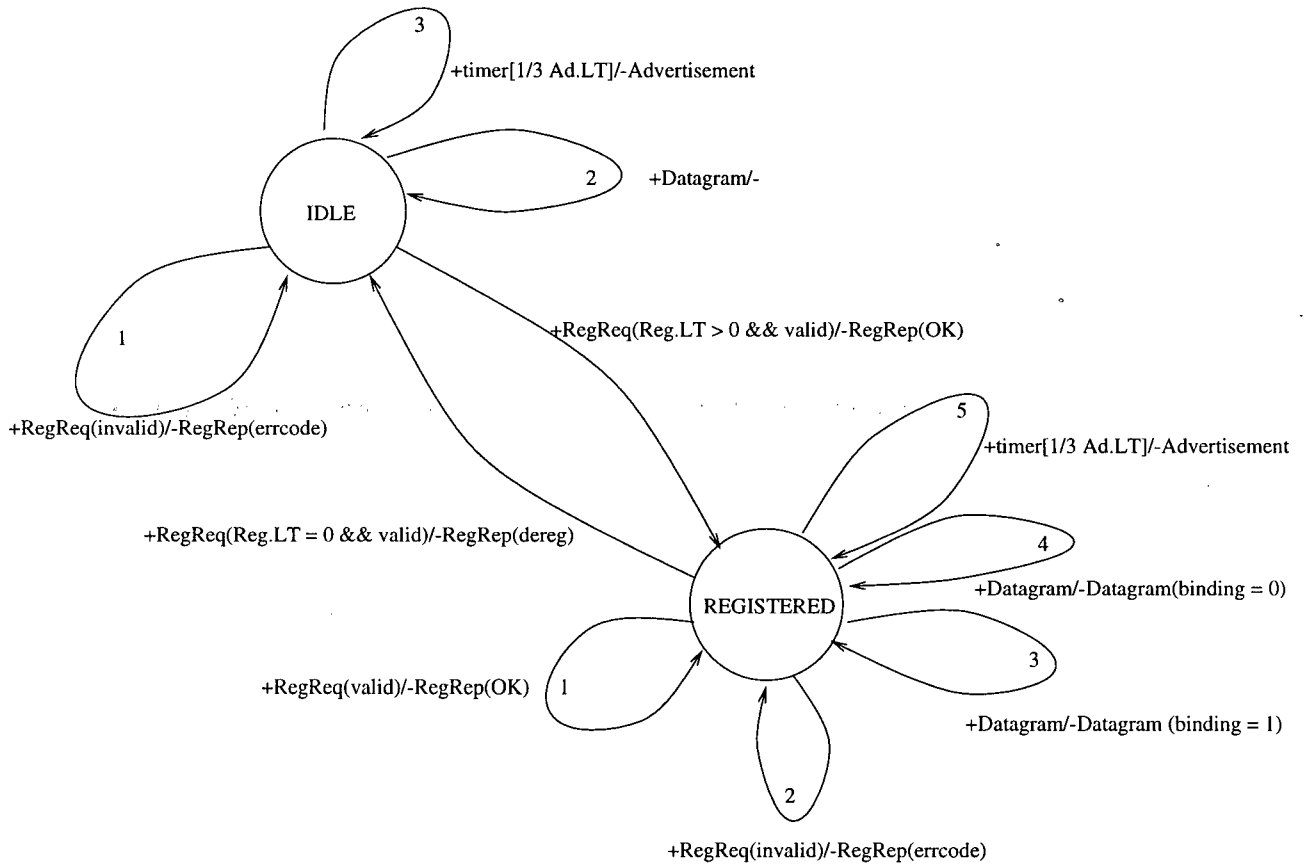 3
+timer[1/3 Ad.LT]/-Advertisement
2
+Datagram/-
IDLE
1
+RegReq(invalid)/-RegRep(errcode)
+RegReq(Reg.LT > 0 && valid)/-RegRep(OK)
+RegReq(Reg.LT = 0 && valid)/-RegRep(dereg)
5
+timer[1/3 Ad.LT]/-Advertisement
4
+Datagram/-Datagram(binding = 0)
REGISTERED
3
+Datagram/-Datagram (binding = 1)
1
+RegReq(valid)/-RegRep(OK)
2
+RegReq(invalid)/-RegRep(errcode)